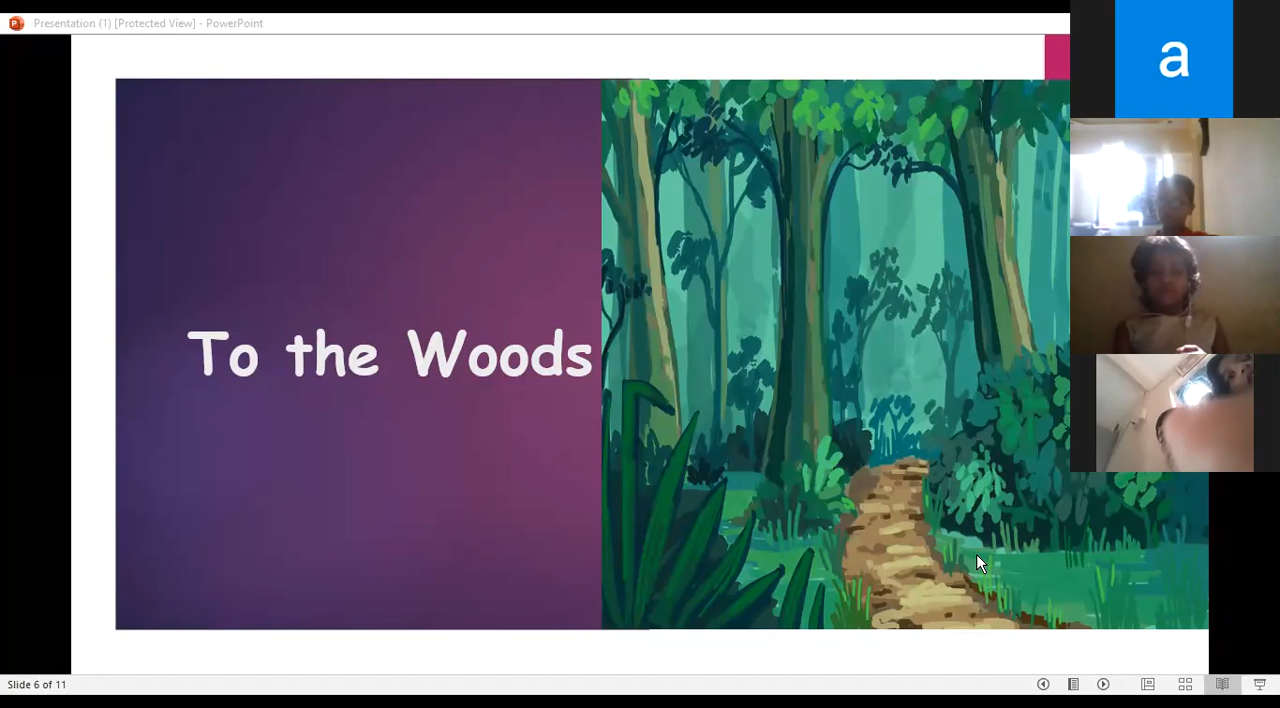 Presentation (1) [Protected View] - PowerPoint
a
To the Woods
Slide 6 of 11